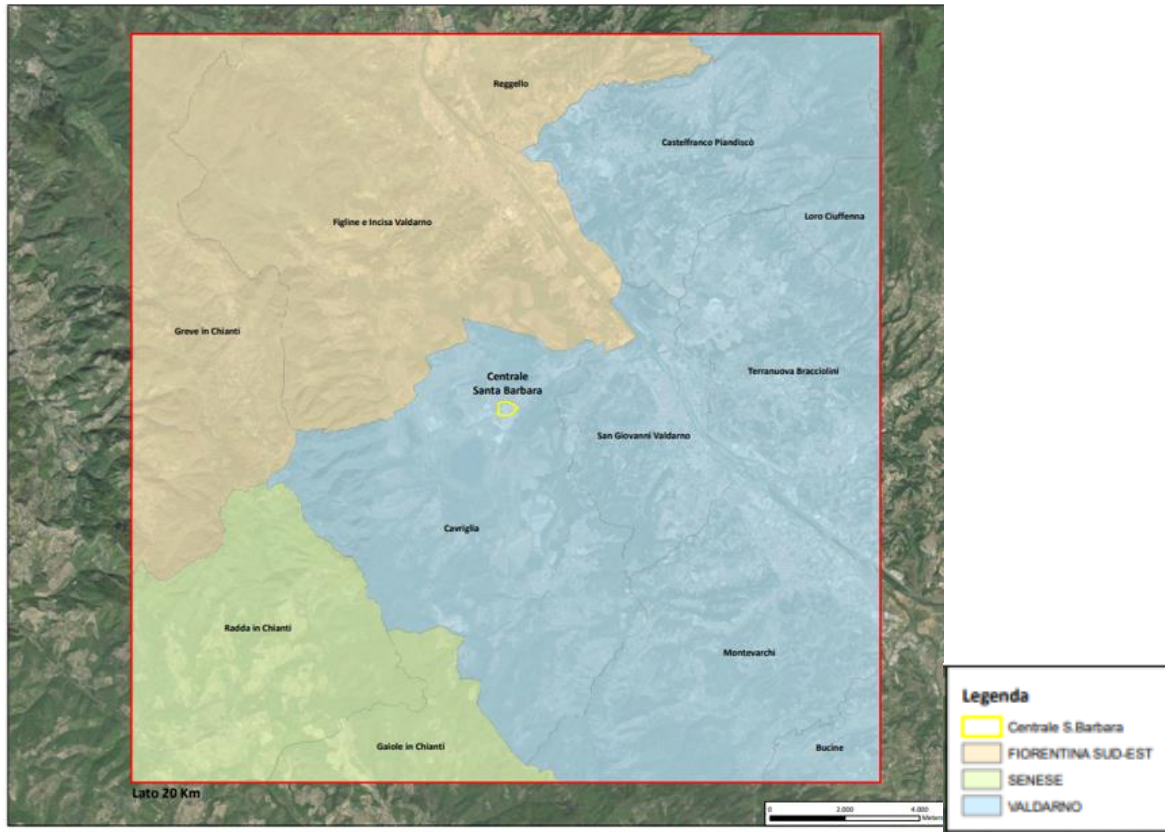 Reggello
Castelfranco Piandiscò
Loro Ciuffenna
Figline e Incisa Valdarno
Greve in Chianti
Terranuova Bracciolini
Centrale
Santa Barbara
San Giovanni Valdarno
Cavriglia
Radda in Chianti
Montevarchi
Gaiole in Chianti
Bucine
Lato 20 Km
0 2.000 4.000
Legenda
Centrale S.Barbara
FIORENTINA SUD-EST
SENESE
VALDARNO